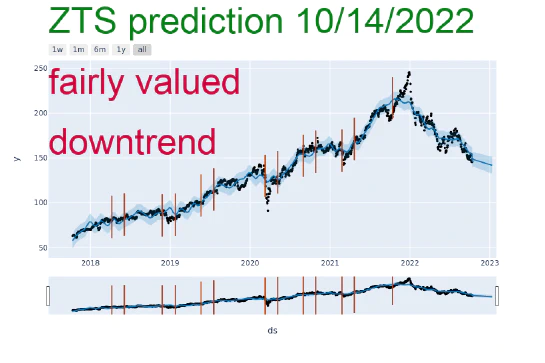 ZTS prediction 10/14/2022
1w 1m 6m 1y all
250
fairly valued
200
downtrend
150
y
100
50
2018 2019 2020 2021 2022 2023
ds